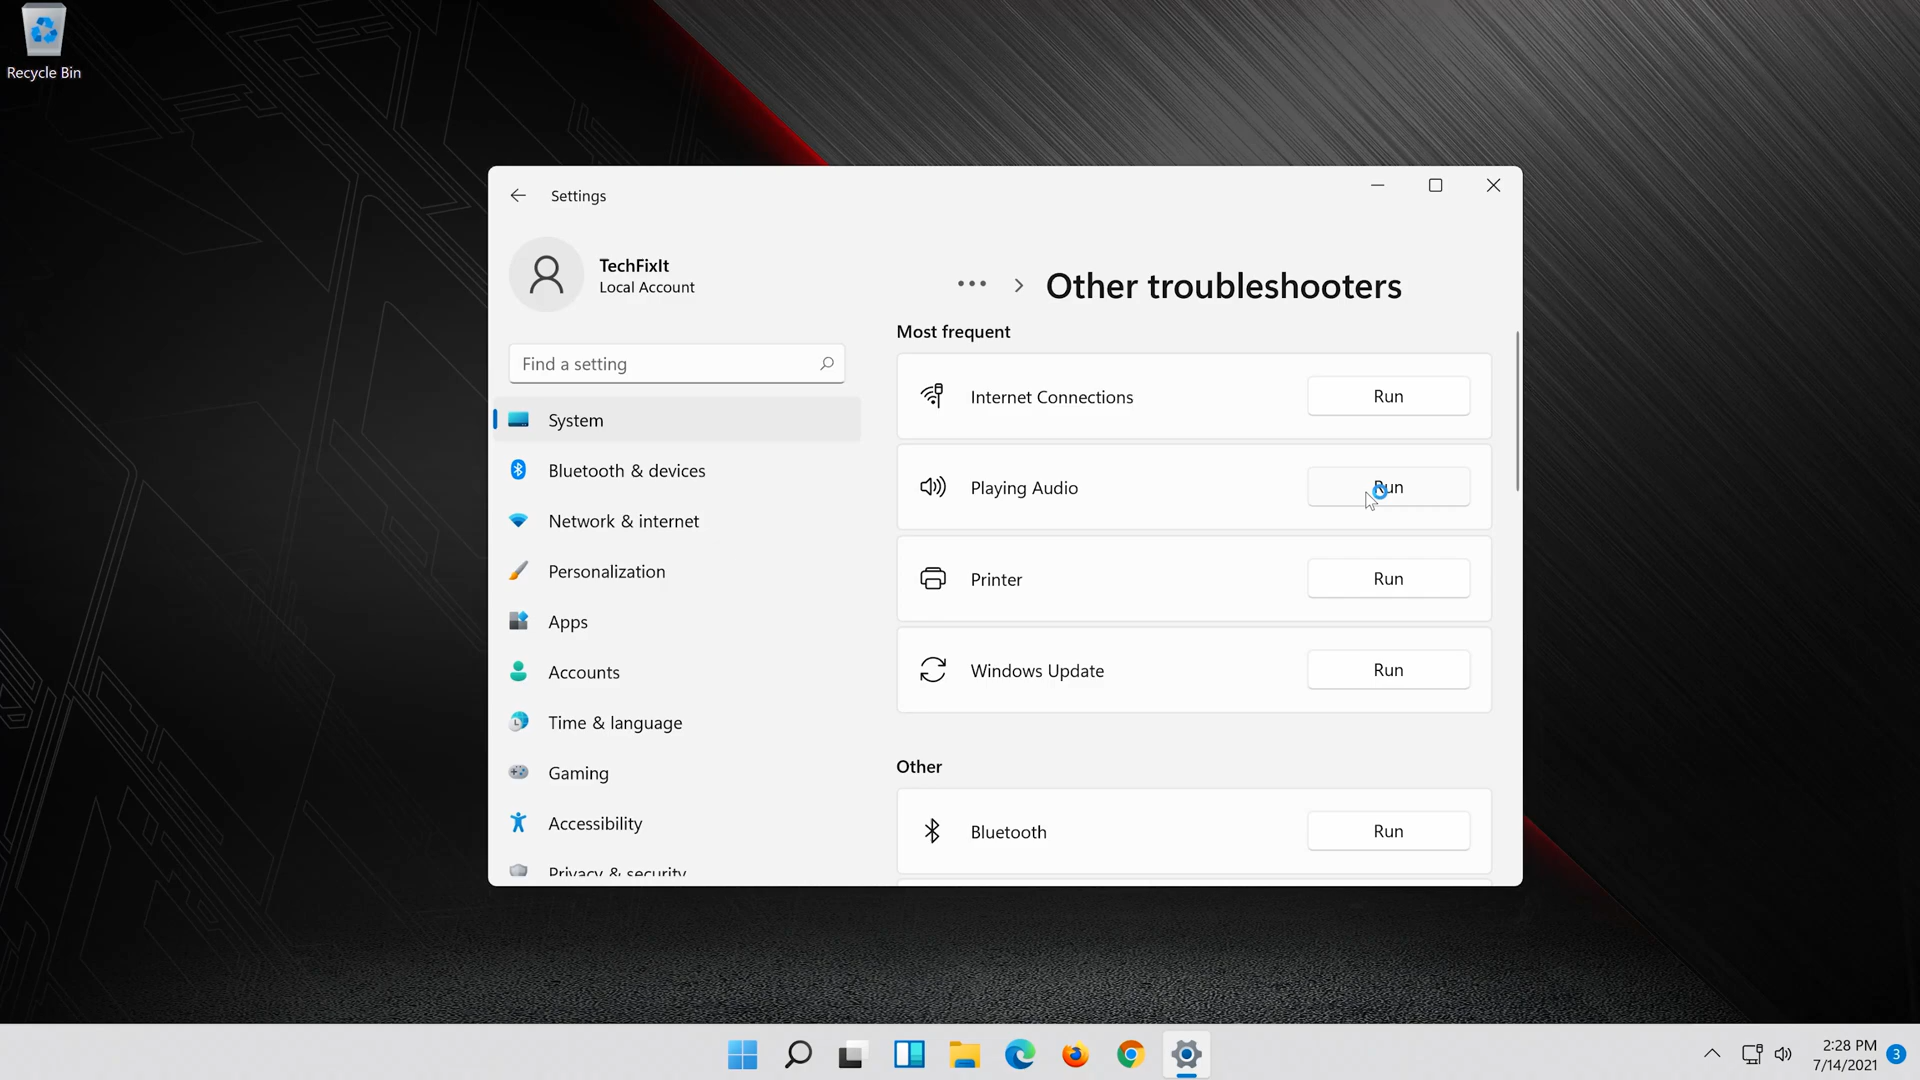 Recycle Bin
Settings
TechFixIt
Local Account
Find a setting
System
Bluetooth & devices
Network & internet
Personalization
Apps
Accounts
Time & language
Gaming
Accessibility
Privacy & security
... > Other troubleshooters
Most frequent
Internet Connections Run
Playing Audio Run
Printer Run
Windows Update Run
Other
Bluetooth Run
2:28 PM
7/14/2021
3